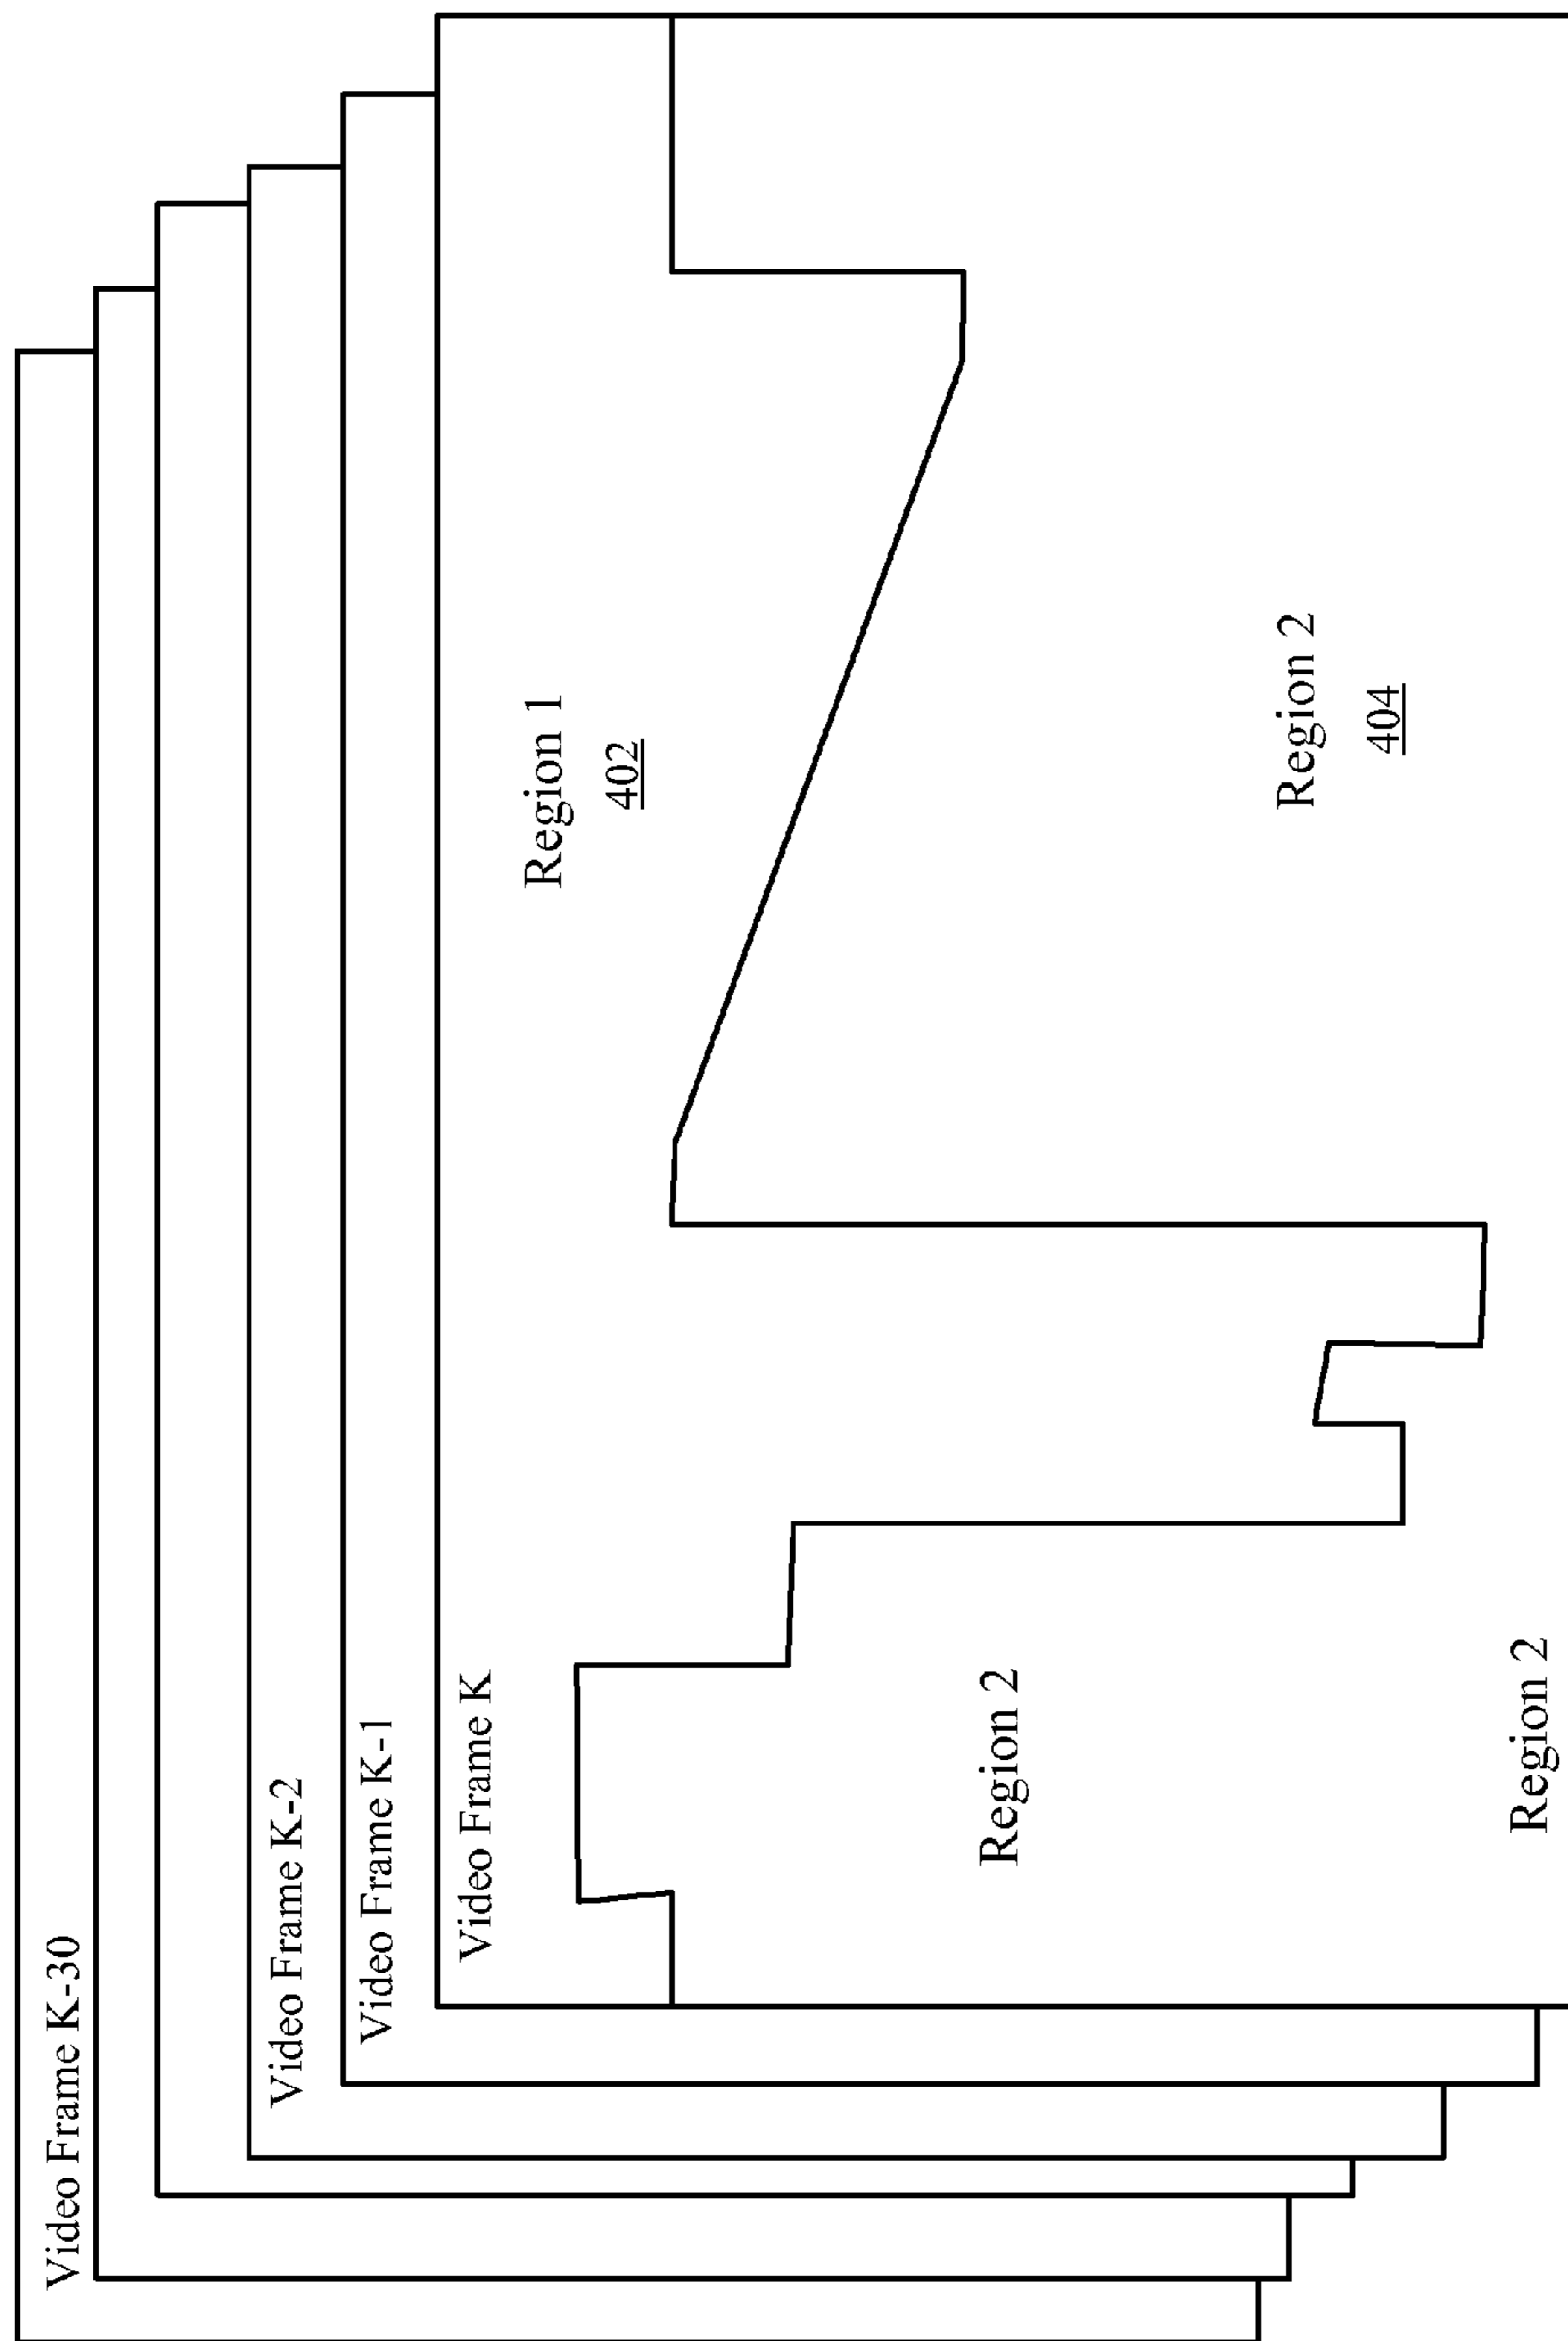 Video Frame K-30
Video Frame K-2
Video Frame K-1
Video Frame K
Region 1
402
Region 2
Region 2
404
Region 2